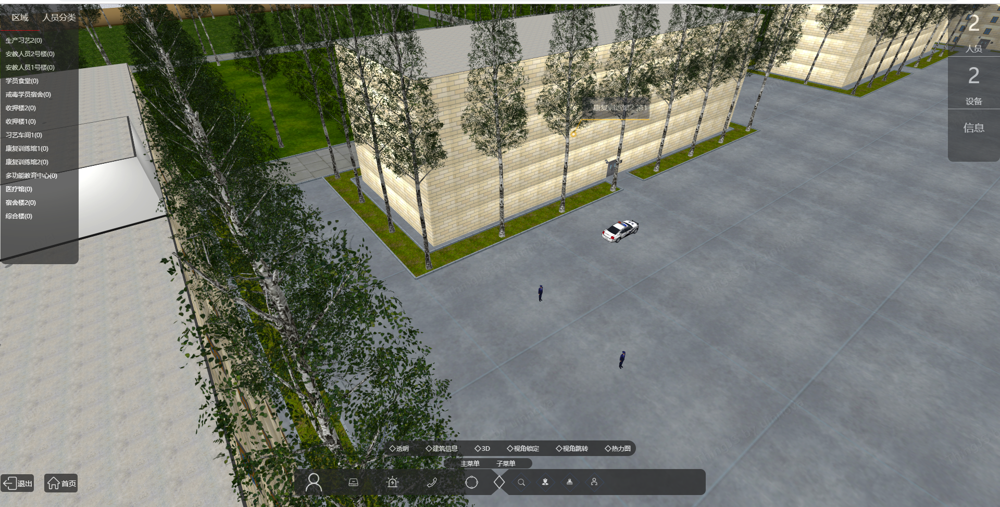 区域 人员分类
生产习艺2(0)
安教人员2号楼(0)
安教人员1号楼(0)
学员食堂(0)
戒毒学员宿舍(0)
收押楼2(0)
收押楼1(0)
习艺车间1(0)
康复训练馆1(0)
康复训练馆2(0)
多功能教育中心(0)
医疗馆(0)
宿舍楼2(0)
综合楼(0)
2
人员
2
设备
信息
康复训练馆2 第1
◇透明 ◇建筑信息 ◇3D ◇视角锁定 ◇视角跳转 ◇热力图
主菜单 子菜单
退出 首页